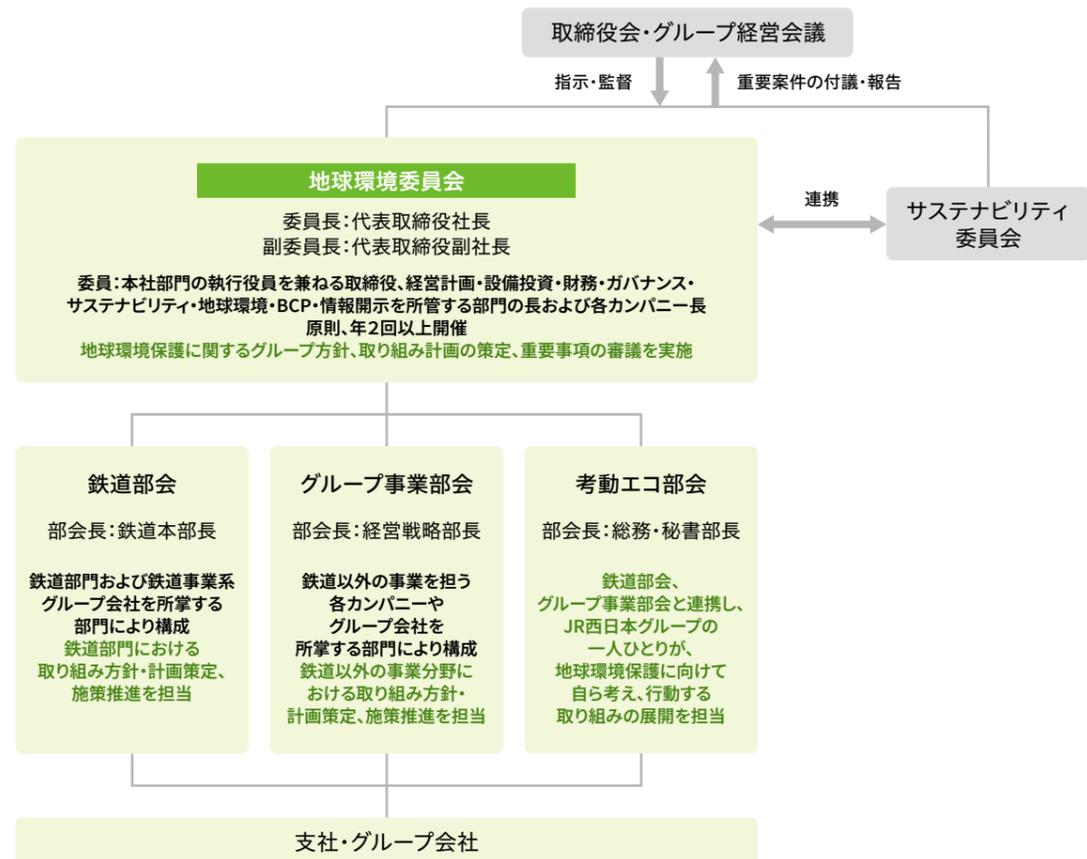 取締役会・グループ経営会議
指示・監督
重要案件の付議・報告
地球環境委員会
委員長：代表取締役社長
副委員長：代表取締役副社長
委員：本社部門の執行役員を兼ねる取締役、経営計画・設備投資・財務・ガバナンス・
サステナビリティ・地球環境・BCP・情報開示を所管する部門の長および各カンパニー長
原則、年2回以上開催
地球環境保護に関するグループ方針、取り組み計画の策定、重要事項の審議を実施
連携
サステナビリティ
委員会
鉄道部会
部会長：鉄道本部長
鉄道部門および鉄道事業系
グループ会社を所掌する
部門により構成
鉄道部門における
取り組み方針・計画策定、
施策推進を担当
グループ事業部会
部会長：経営戦略部長
鉄道以外の事業を担う
各カンパニーや
グループ会社を
所掌する部門により構成
鉄道以外の事業分野に
おける取り組み方針・
計画策定、施策推進を担当
考動エコ部会
部会長：総務・秘書部長
鉄道部会、
グループ事業部会と連携し、
JR西日本グループの
一人ひとりが、
地球環境保護に向けて
自ら考え、行動する
取り組みの展開を担当
支社・グループ会社